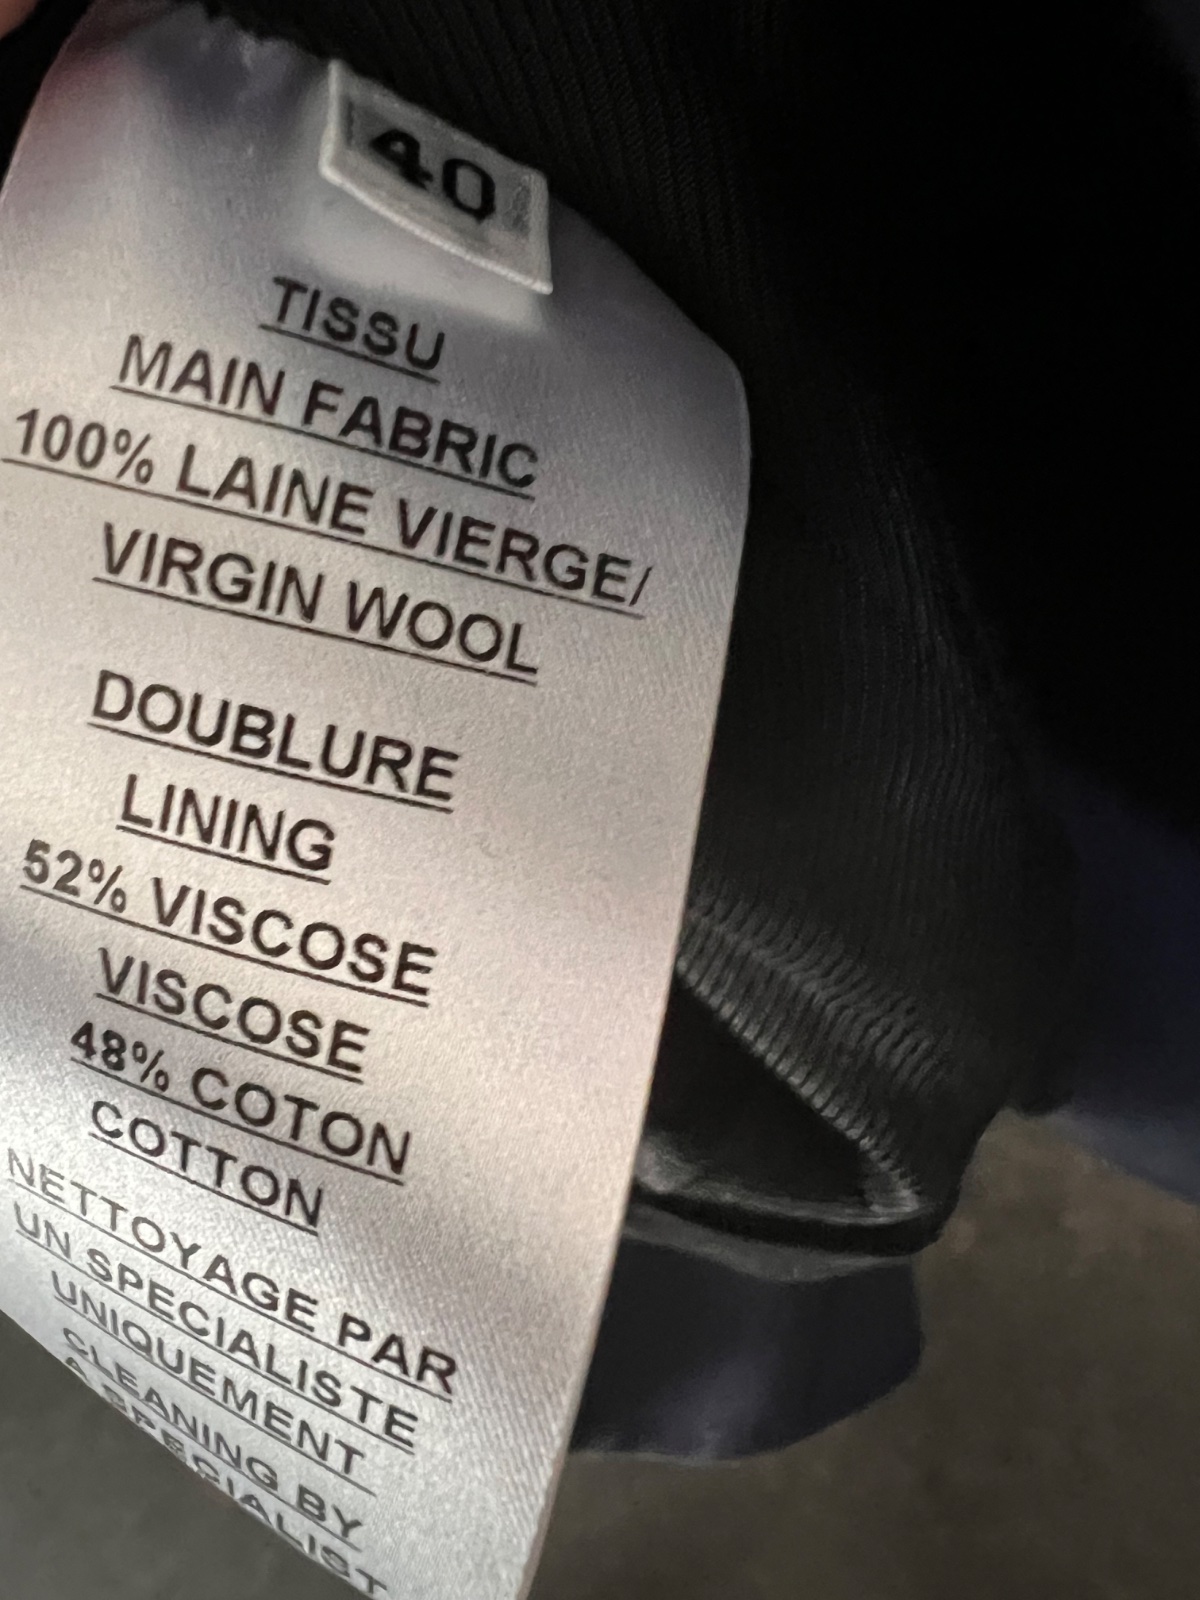 40
TISSU
MAIN FABRIC
100% LAINE VIERGE/
VIRGIN WOOL
DOUBLURE
LINING
52% VISCOSE
VISCOSE
48% COTON
COTTON
NETTOYAGE PAR
UN SPECIALISTE
UNIQUEMENT
CLEANING BY
A SPECIALIST